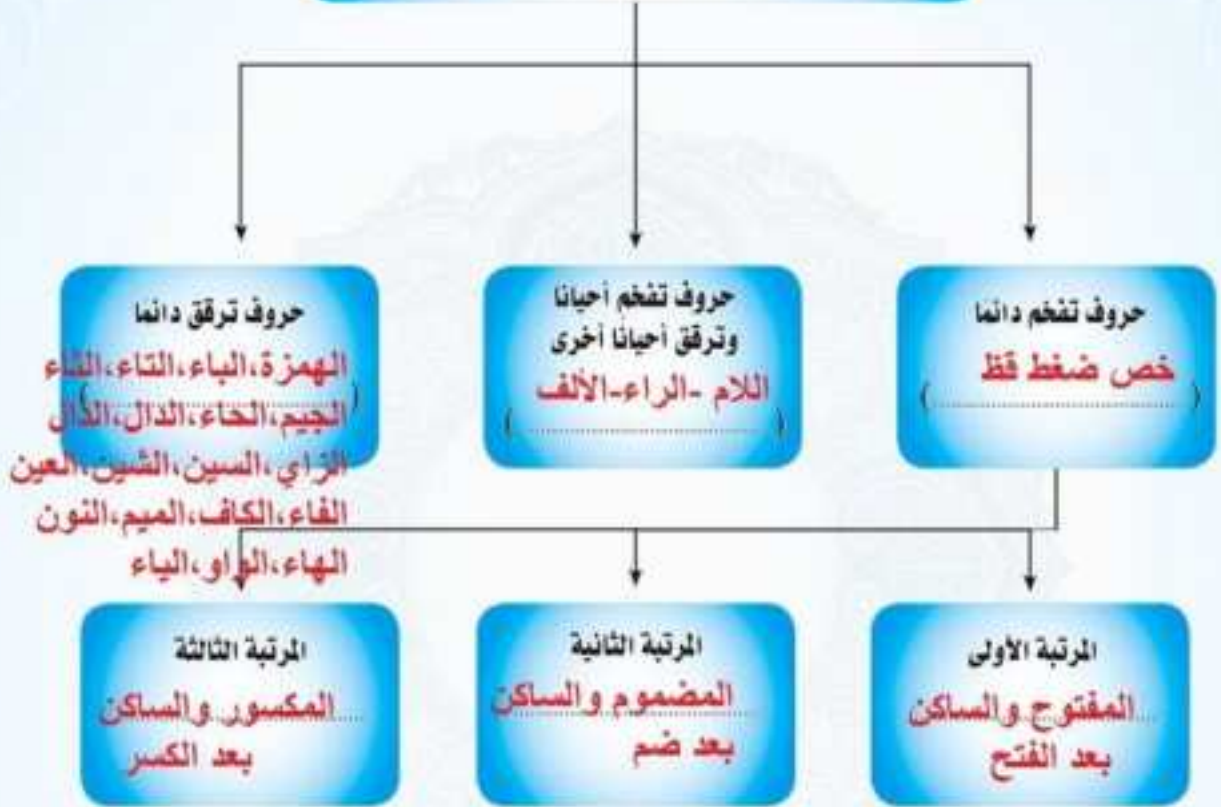 حروف تفخم دائما
خص ضغط قظ
(....................)
حروف تفخم أحيانا
وترقق أحيانا أخرى
اللام -الراء-الألف
(....................)
حروف ترقق دائما
الهمزة،الباء،التاء،الثاء
(....................)
الجيم،الحاء،الدال،الذال
الزاي،السين،الشين،العين
الفاء،الكاف،الميم،النون
الهاء،الواو،الياء
المرتبة الأولى
المفتوح والساكن
بعد الفتح
المرتبة الثانية
المضموم والساكن
بعد ضم
المرتبة الثالثة
المكسور والساكن
بعد الكسر